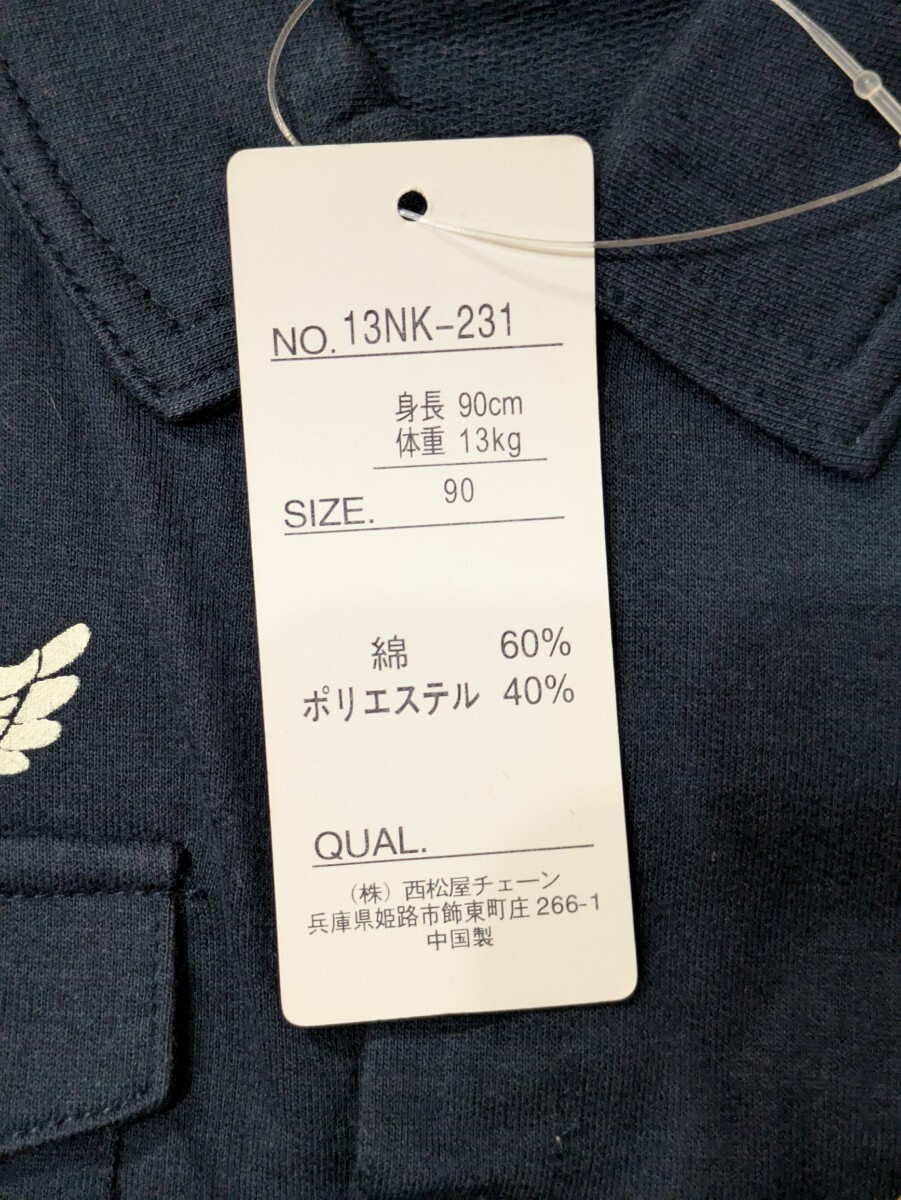 NO. 13NK-231
身長 90cm
体重 13kg
SIZE. 90
綿 60%
ポリエステル 40%
QUAL.
（株）西松屋チェーン
兵庫県姫路市飾東町庄 266-1
中国製